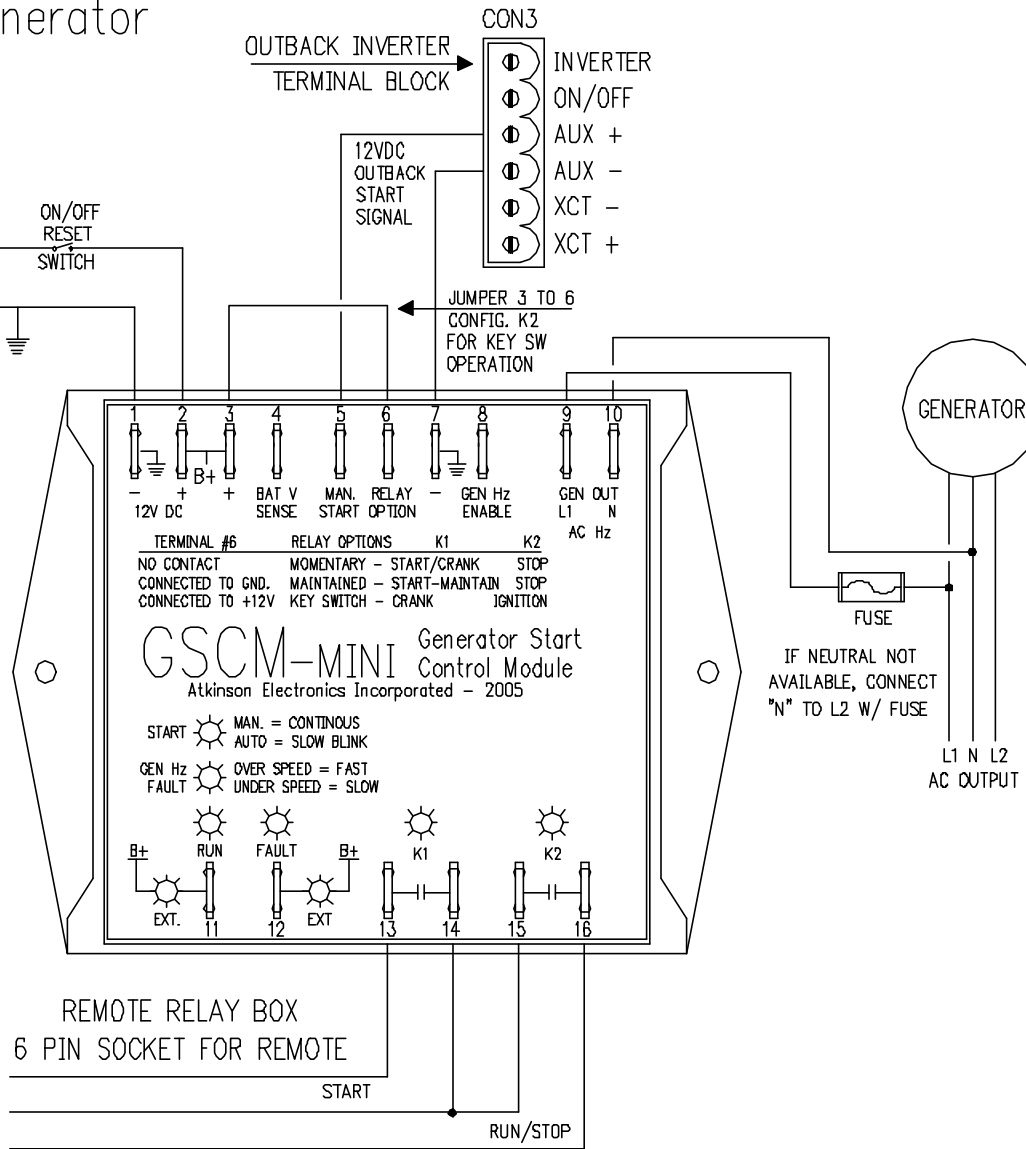 nerator
CON3
OUTBACK INVERTER
TERMINAL BLOCK
INVERTER
ON/OFF
AUX +
AUX -
XCT -
XCT +
12VDC
OUTBACK
START
SIGNAL
ON/OFF
RESET
SWITCH
JUMPER 3 TO 6
CONFIG. K2
FOR KEY SW
OPERATION
GENERATOR
1 2 3 4 5 6 7 8 9 10
B+
- + + BAT V MAN. RELAY - GEN Hz GEN OUT
12V DC SENSE START OPTION ENABLE L1 N
AC Hz
TERMINAL #6 RELAY OPTIONS K1 K2
NO CONTACT MOMENTARY - START/CRANK STOP
CONNECTED TO GND. MAINTAINED - START-MAINTAIN STOP
CONNECTED TO +12V KEY SWITCH - CRANK IGNITION
GSCM-MINI Generator Start
Control Module
Atkinson Electronics Incorporated - 2005
START MAN. = CONTINOUS
AUTO = SLOW BLINK
GEN Hz OVER SPEED = FAST
FAULT UNDER SPEED = SLOW
B+ RUN FAULT B+ K1 K2
EXT. EXT
11 12 13 14 15 16
FUSE
IF NEUTRAL NOT
AVAILABLE, CONNECT
"N" TO L2 W/ FUSE
L1 N L2
AC OUTPUT
REMOTE RELAY BOX
6 PIN SOCKET FOR REMOTE
START
RUN/STOP